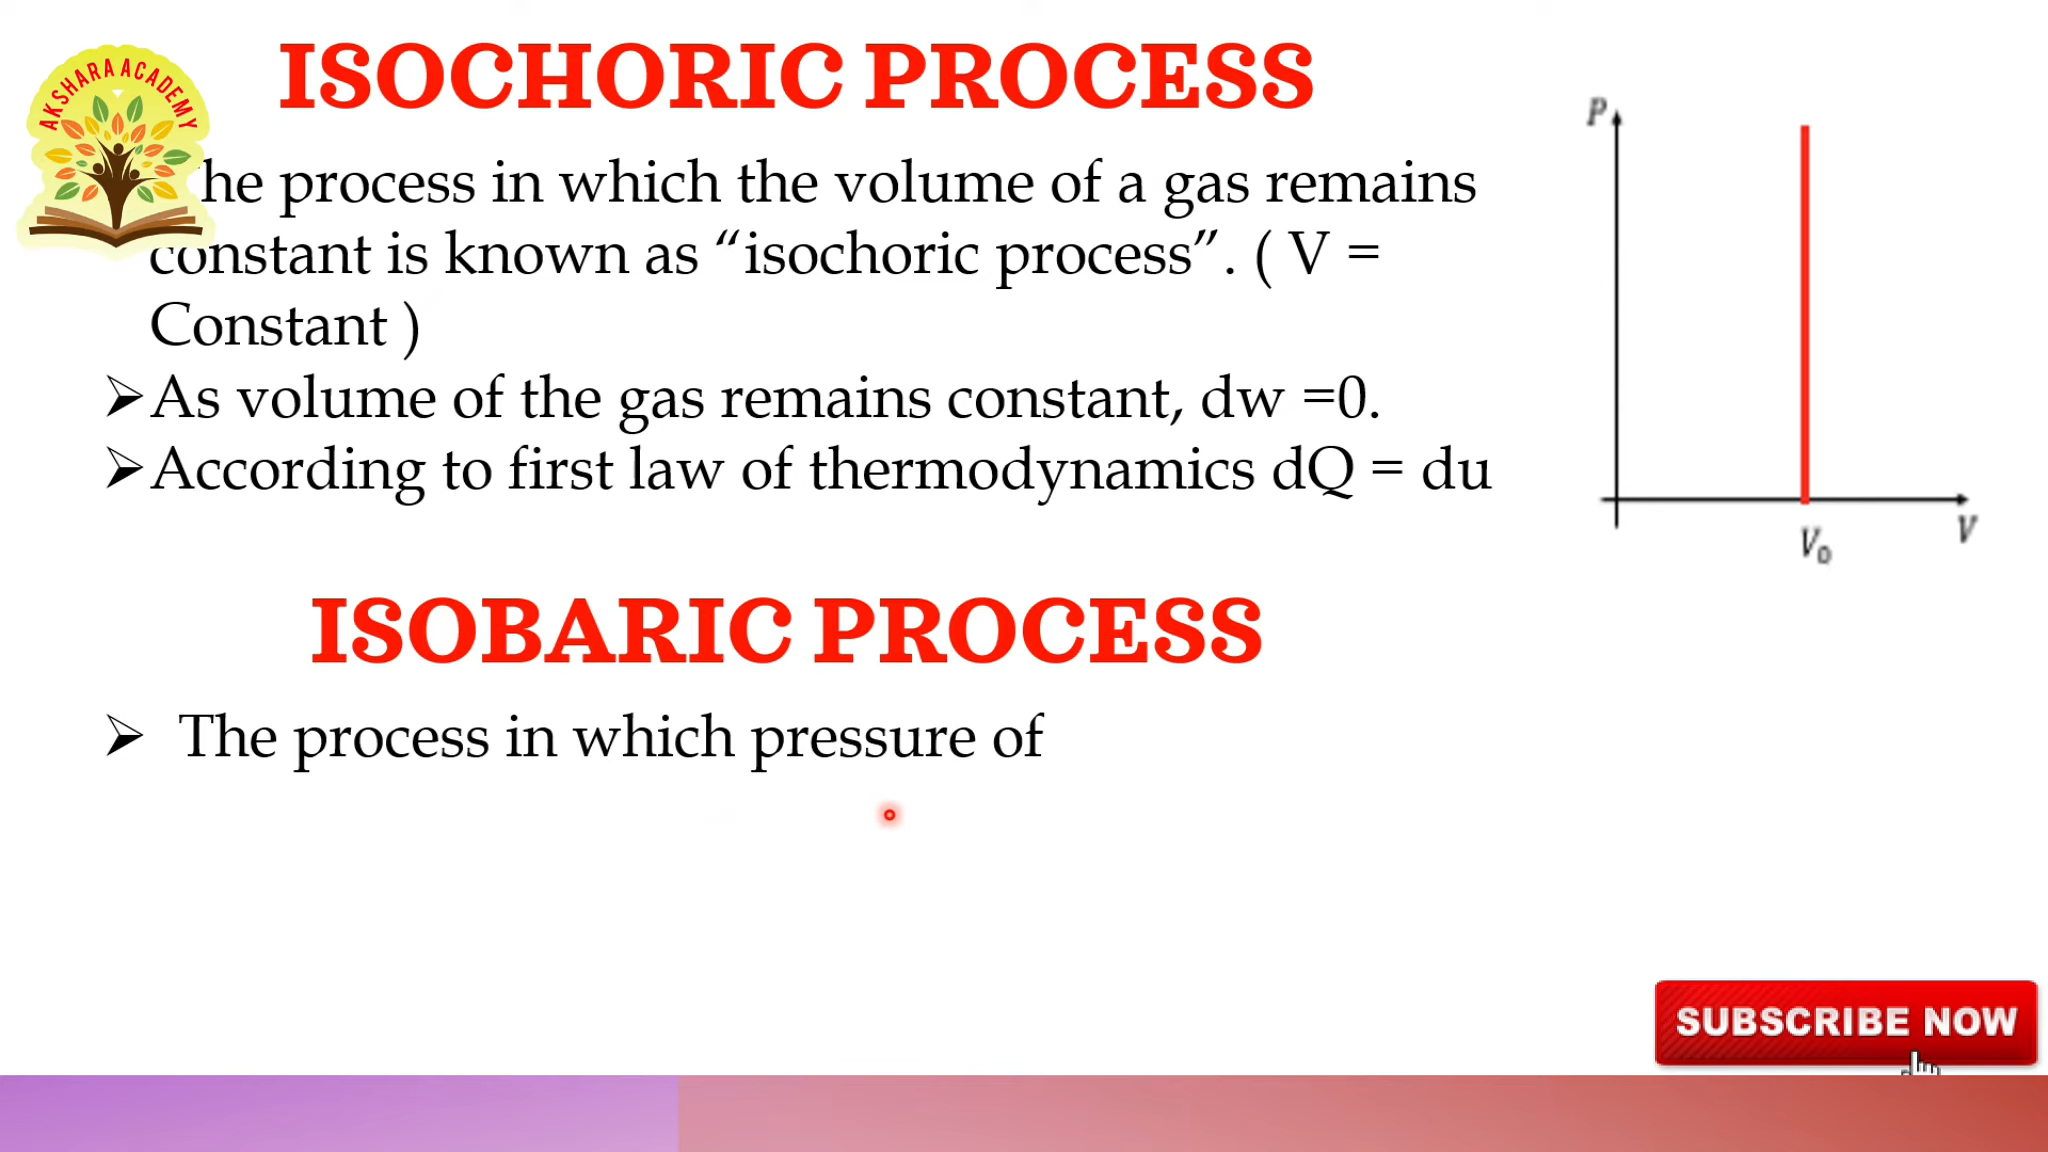 AKSHARA ACADEMY
ISOCHORIC PROCESS
he process in which the volume of a gas remains
constant is known as “isochoric process”. ( V =
Constant )
➢As volume of the gas remains constant, dw =0.
➢According to first law of thermodynamics dQ = du
P
V
V₀
ISOBARIC PROCESS
➢ The process in which pressure of
SUBSCRIBE NOW